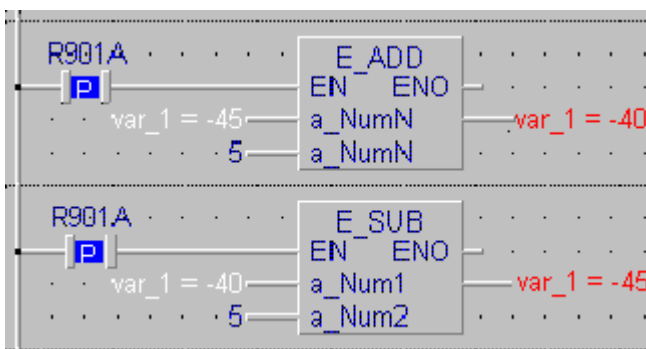 R901A
E_ADD
P
EN ENO
var_1 = -45 a_NumN var_1 = -40
5 a_NumN
R901A
E_SUB
P
EN ENO
var_1 = -40 a_Num1 var_1 = -45
5 a_Num2